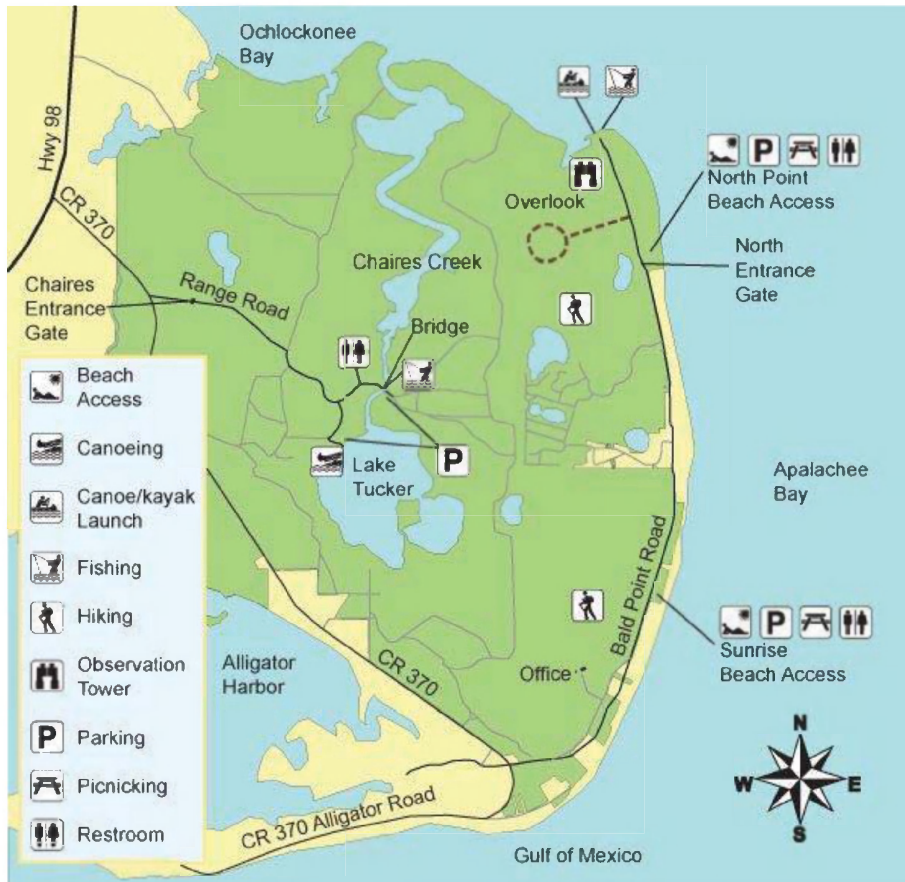 Ochlockonee
Bay
Hwy 98
CR 370
P
North Point
Beach Access
Overlook
North
Entrance
Gate
Chaires Creek
Range Road
Chaires
Entrance
Gate
Bridge
Beach
Access
Canoeing
Canoe/kayak
Launch
Fishing
Hiking
Observation
Tower
P Parking
Picnicking
Restroom
P
Lake
Tucker
Apalachee
Bay
Bald Point Road
P
Sunrise
Beach Access
Office
Alligator
Harbor
CR 370
CR 370 Alligator Road
Gulf of Mexico
N
W E
S